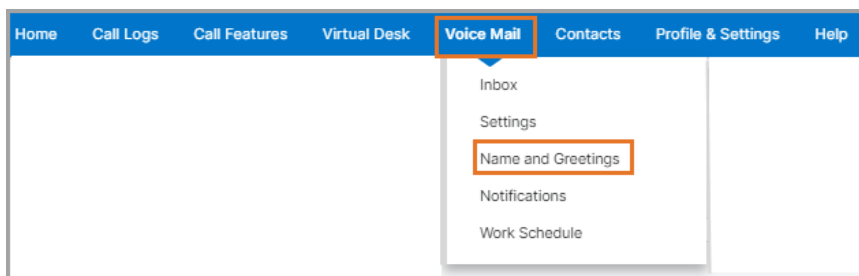 Home Call Logs Call Features Virtual Desk Voice Mail Contacts Profile & Settings Help
Inbox
Settings
Name and Greetings
Notifications
Work Schedule